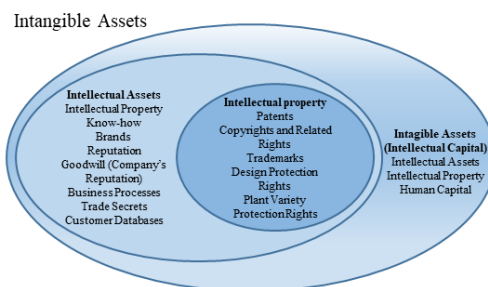 Intangible Assets
Intellectual Assets
Intellectual Property
Know-how
Brands
Reputation
Goodwill (Company's
Reputation)
Business Processes
Trade Secrets
Customer Databases
Intellectual property
Patents
Copyrights and Related
Rights
Trademarks
Design Protection
Rights
Plant Variety
Protection Rights
Intagible Assets
(Intellectual Capital)
Intellectual Assets
Intellectual Property
Human Capital